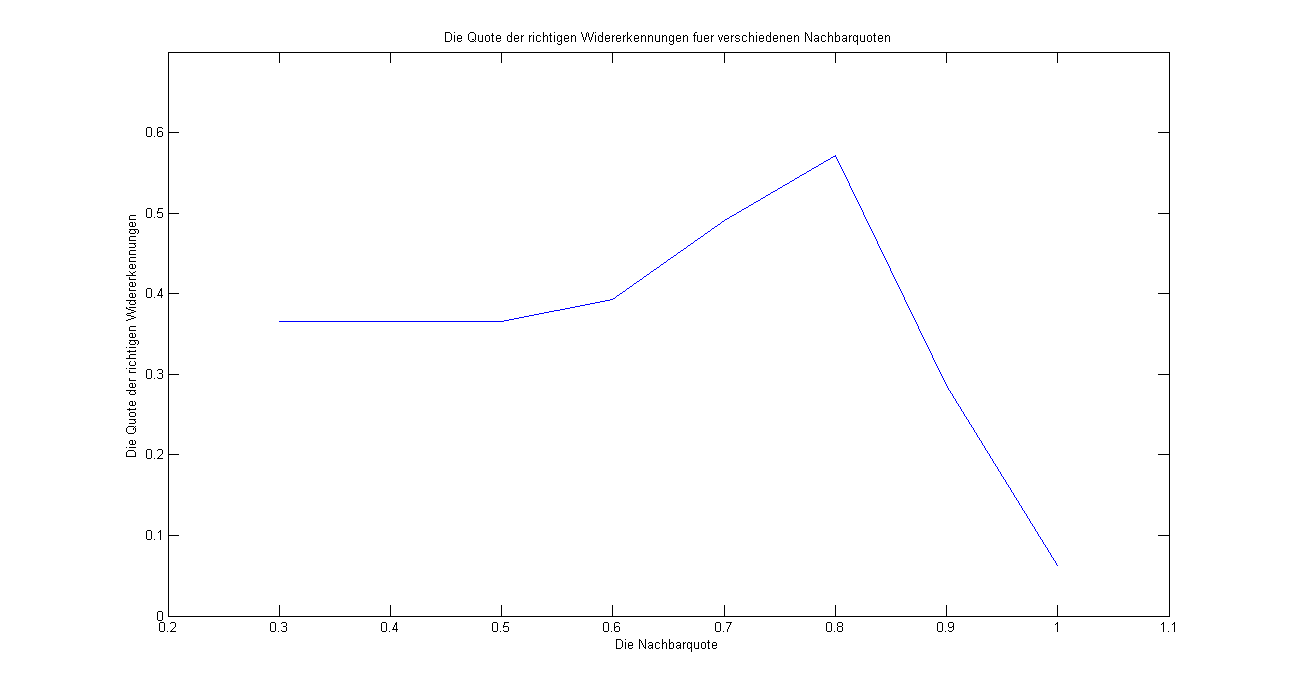 Die Quote der richtigen Widererkennungen fuer verschiedenen Nachbarquoten
Die Quote der richtigen Widererkennungen
0.6
0.5
0.4
0.3
0.2
0.1
0
0.2 0.3 0.4 0.5 0.6 0.7 0.8 0.9 1 1.1
Die Nachbarquote